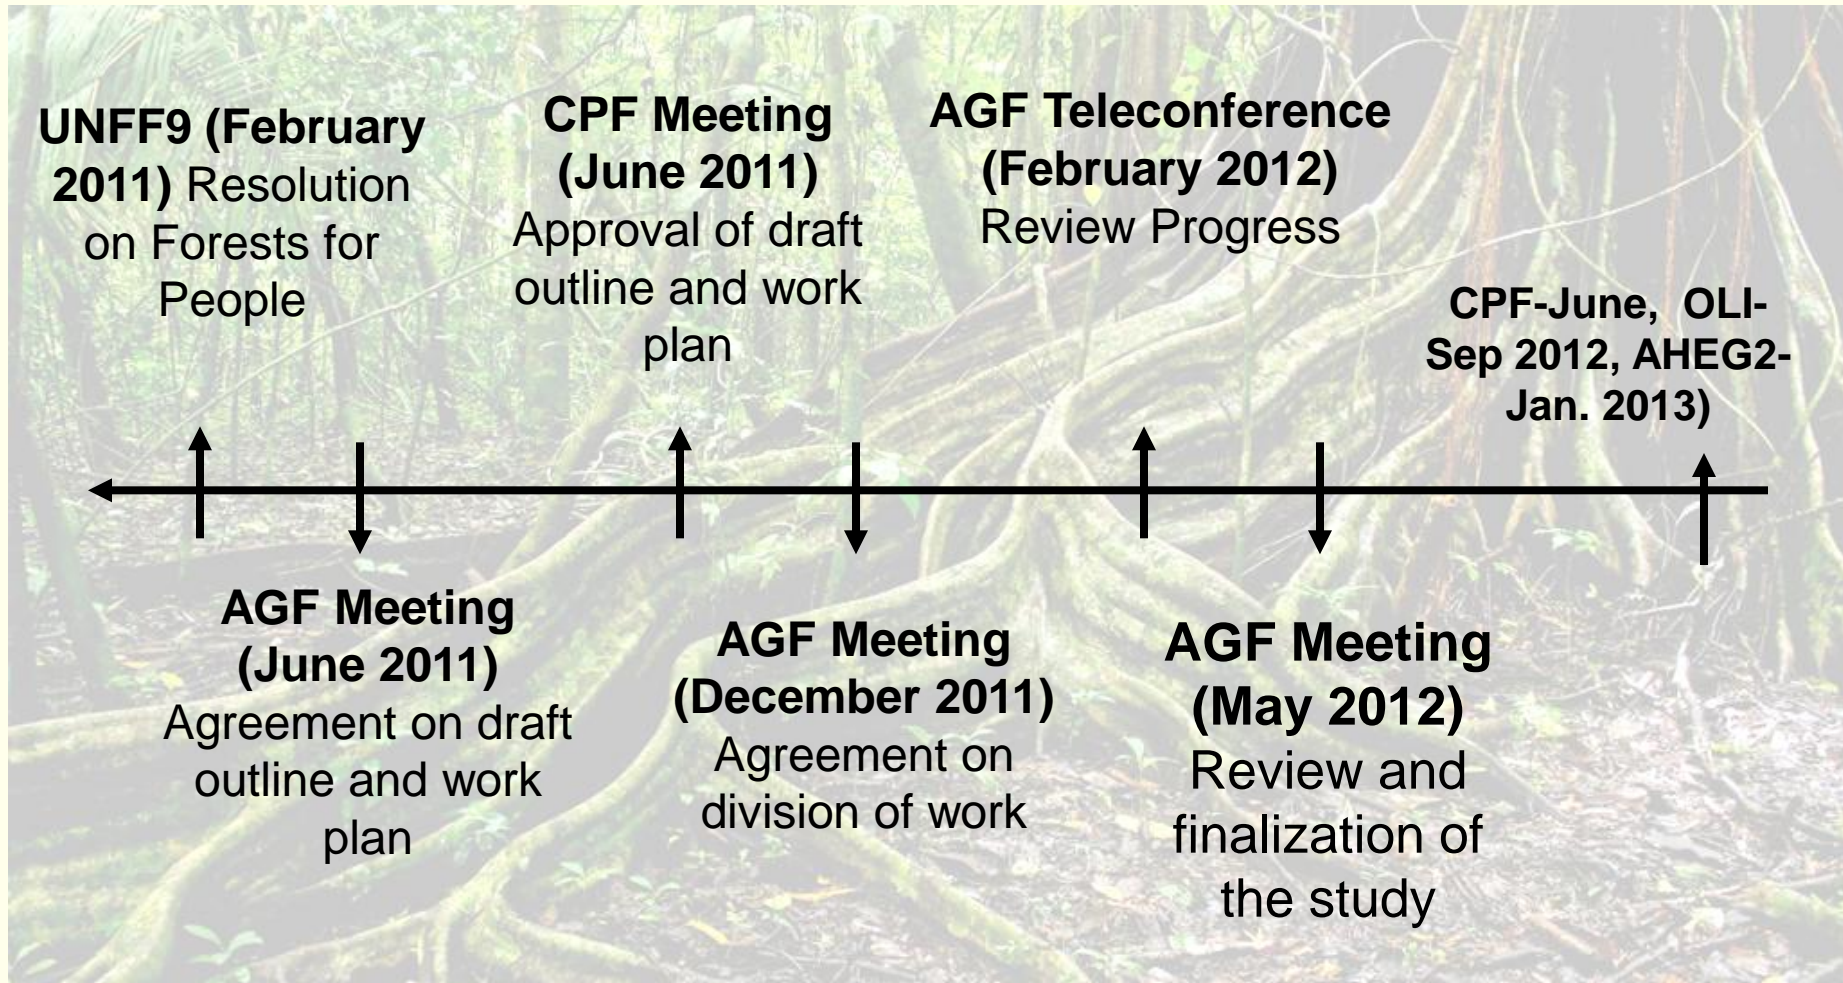 UNFF9 (February
2011) Resolution
on Forests for
People
CPF Meeting
(June 2011)
Approval of draft
outline and work
plan
AGF Teleconference
(February 2012)
Review Progress
CPF-June,  OLI-
Sep 2012, AHEG2-
Jan. 2013)
AGF Meeting
(June 2011)
Agreement on draft
outline and work
plan
AGF Meeting
(December 2011)
Agreement on
division of work
AGF Meeting
(May 2012)
Review and
finalization of
the study